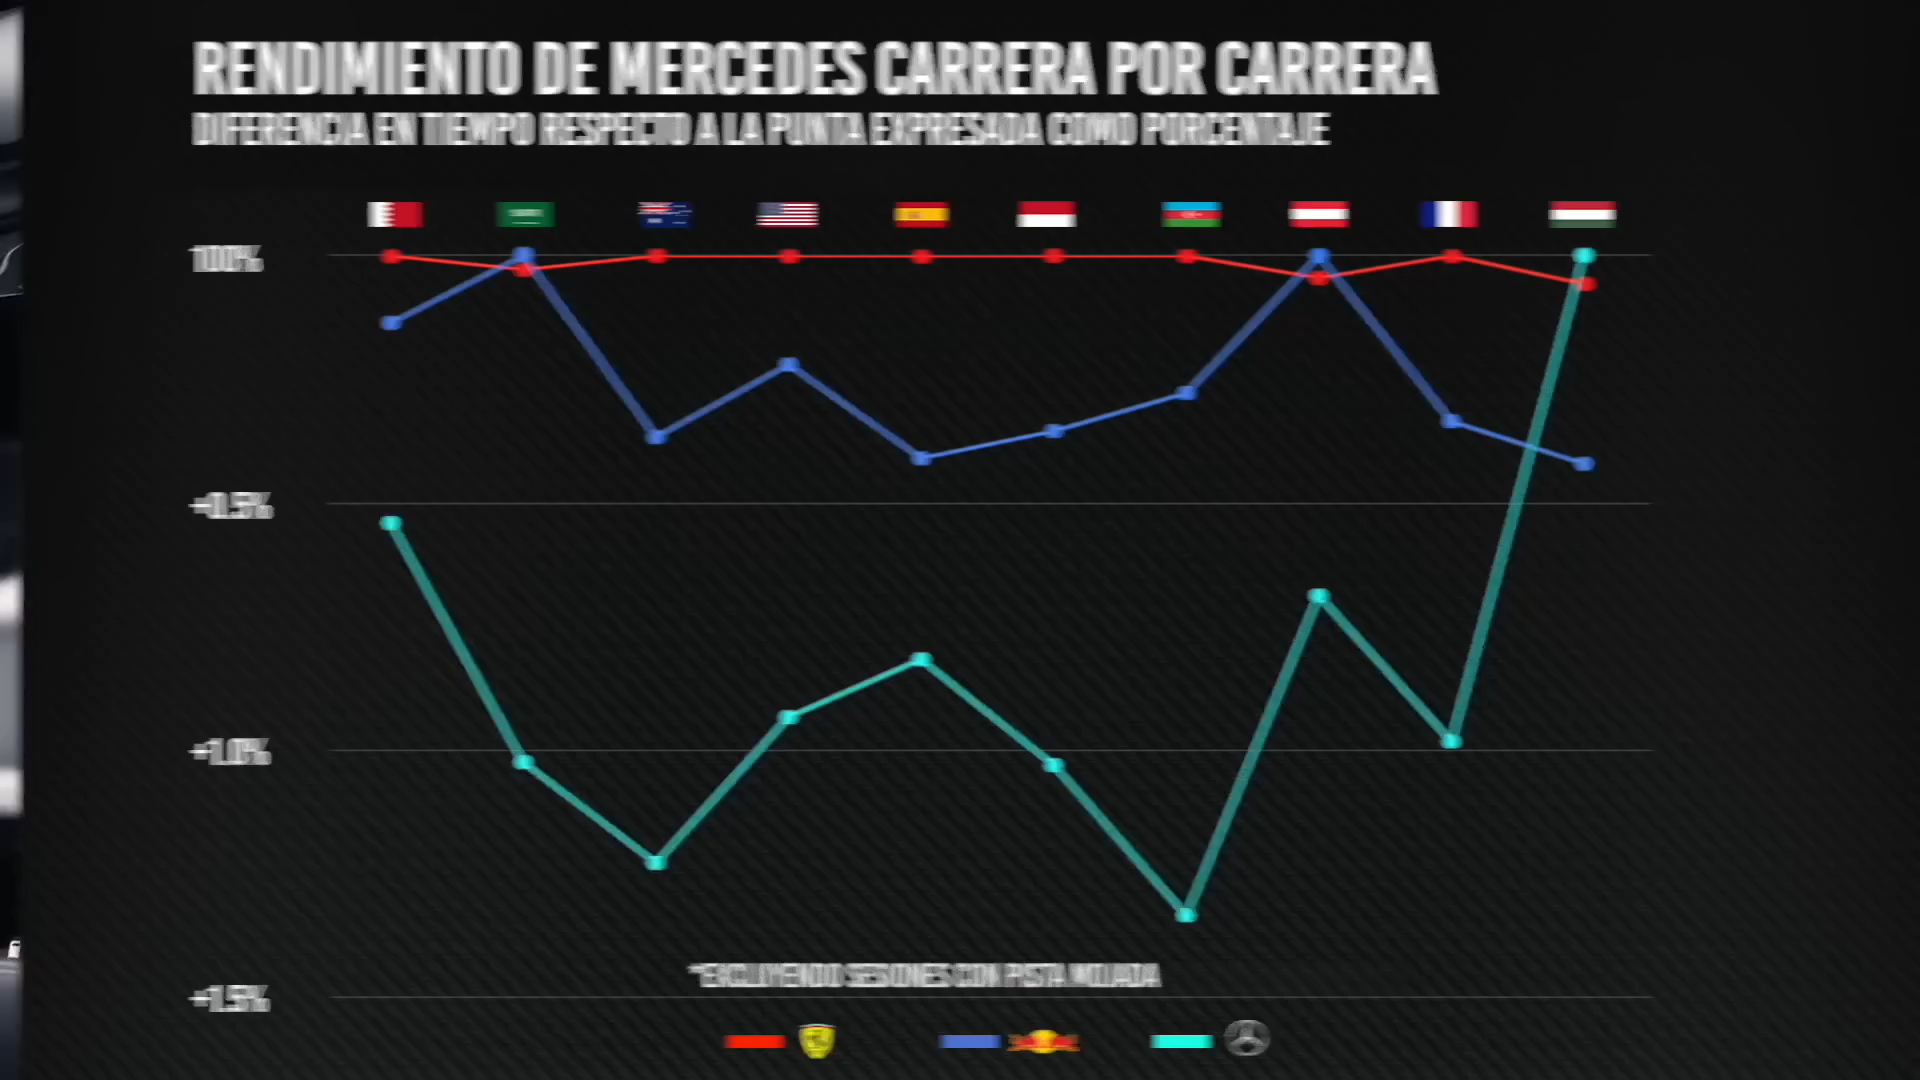 RENDIMIENTO DE MERCEDES CARRERA POR CARRERA
DIFERENCIA EN TIEMPO RESPECTO A LA PUNTA EXPRESADA COMO PORCENTAJE
100%
+0.5%
+1.0%
*EXCLUYENDO SESIONES CON PISTA MOJADA
+1.5%